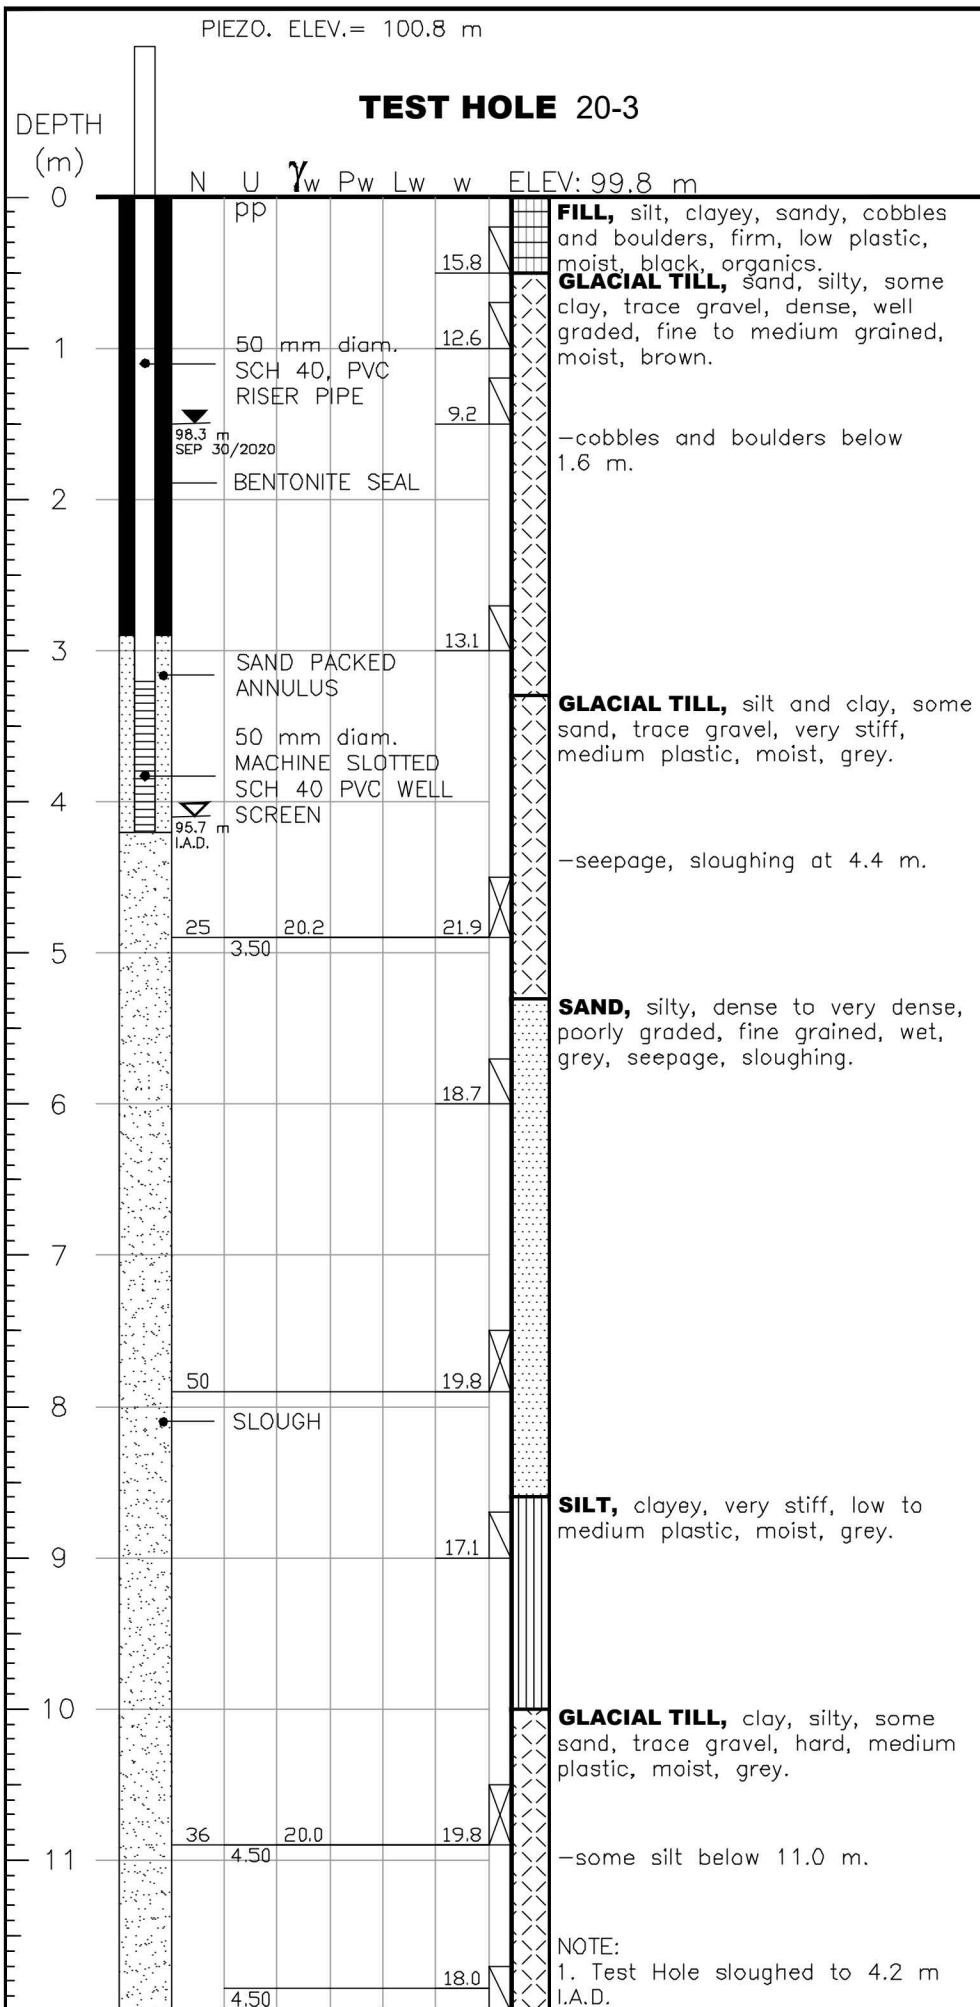 PIEZO. ELEV.= 100.8 m
TEST HOLE 20-3
DEPTH
(m)
N U γw Pw Lw w ELEV: 99.8 m
0
pp
FILL, silt, clayey, sandy, cobbles
and boulders, firm, low plastic,
moist, black, organics.
15.8
GLACIAL TILL, sand, silty, some
clay, trace gravel, dense, well
graded, fine to medium grained,
moist, brown.
12.6
1
50 mm diam.
SCH 40, PVC
RISER PIPE
9.2
98.3 m
SEP 30/2020
-cobbles and boulders below
1.6 m.
BENTONITE SEAL
2
13.1
3
SAND PACKED
ANNULUS
GLACIAL TILL, silt and clay, some
sand, trace gravel, very stiff,
medium plastic, moist, grey.
50 mm diam.
MACHINE SLOTTED
SCH 40 PVC WELL
SCREEN
4
95.7 m
I.A.D.
-seepage, sloughing at 4.4 m.
25 20.2 21.9
3.50
5
SAND, silty, dense to very dense,
poorly graded, fine grained, wet,
grey, seepage, sloughing.
18.7
6
7
50 19.8
8
SLOUGH
SILT, clayey, very stiff, low to
medium plastic, moist, grey.
17.1
9
10
GLACIAL TILL, clay, silty, some
sand, trace gravel, hard, medium
plastic, moist, grey.
36 20.0 19.8
4.50
11
-some silt below 11.0 m.
NOTE:
1. Test Hole sloughed to 4.2 m
I.A.D.
18.0
4.50